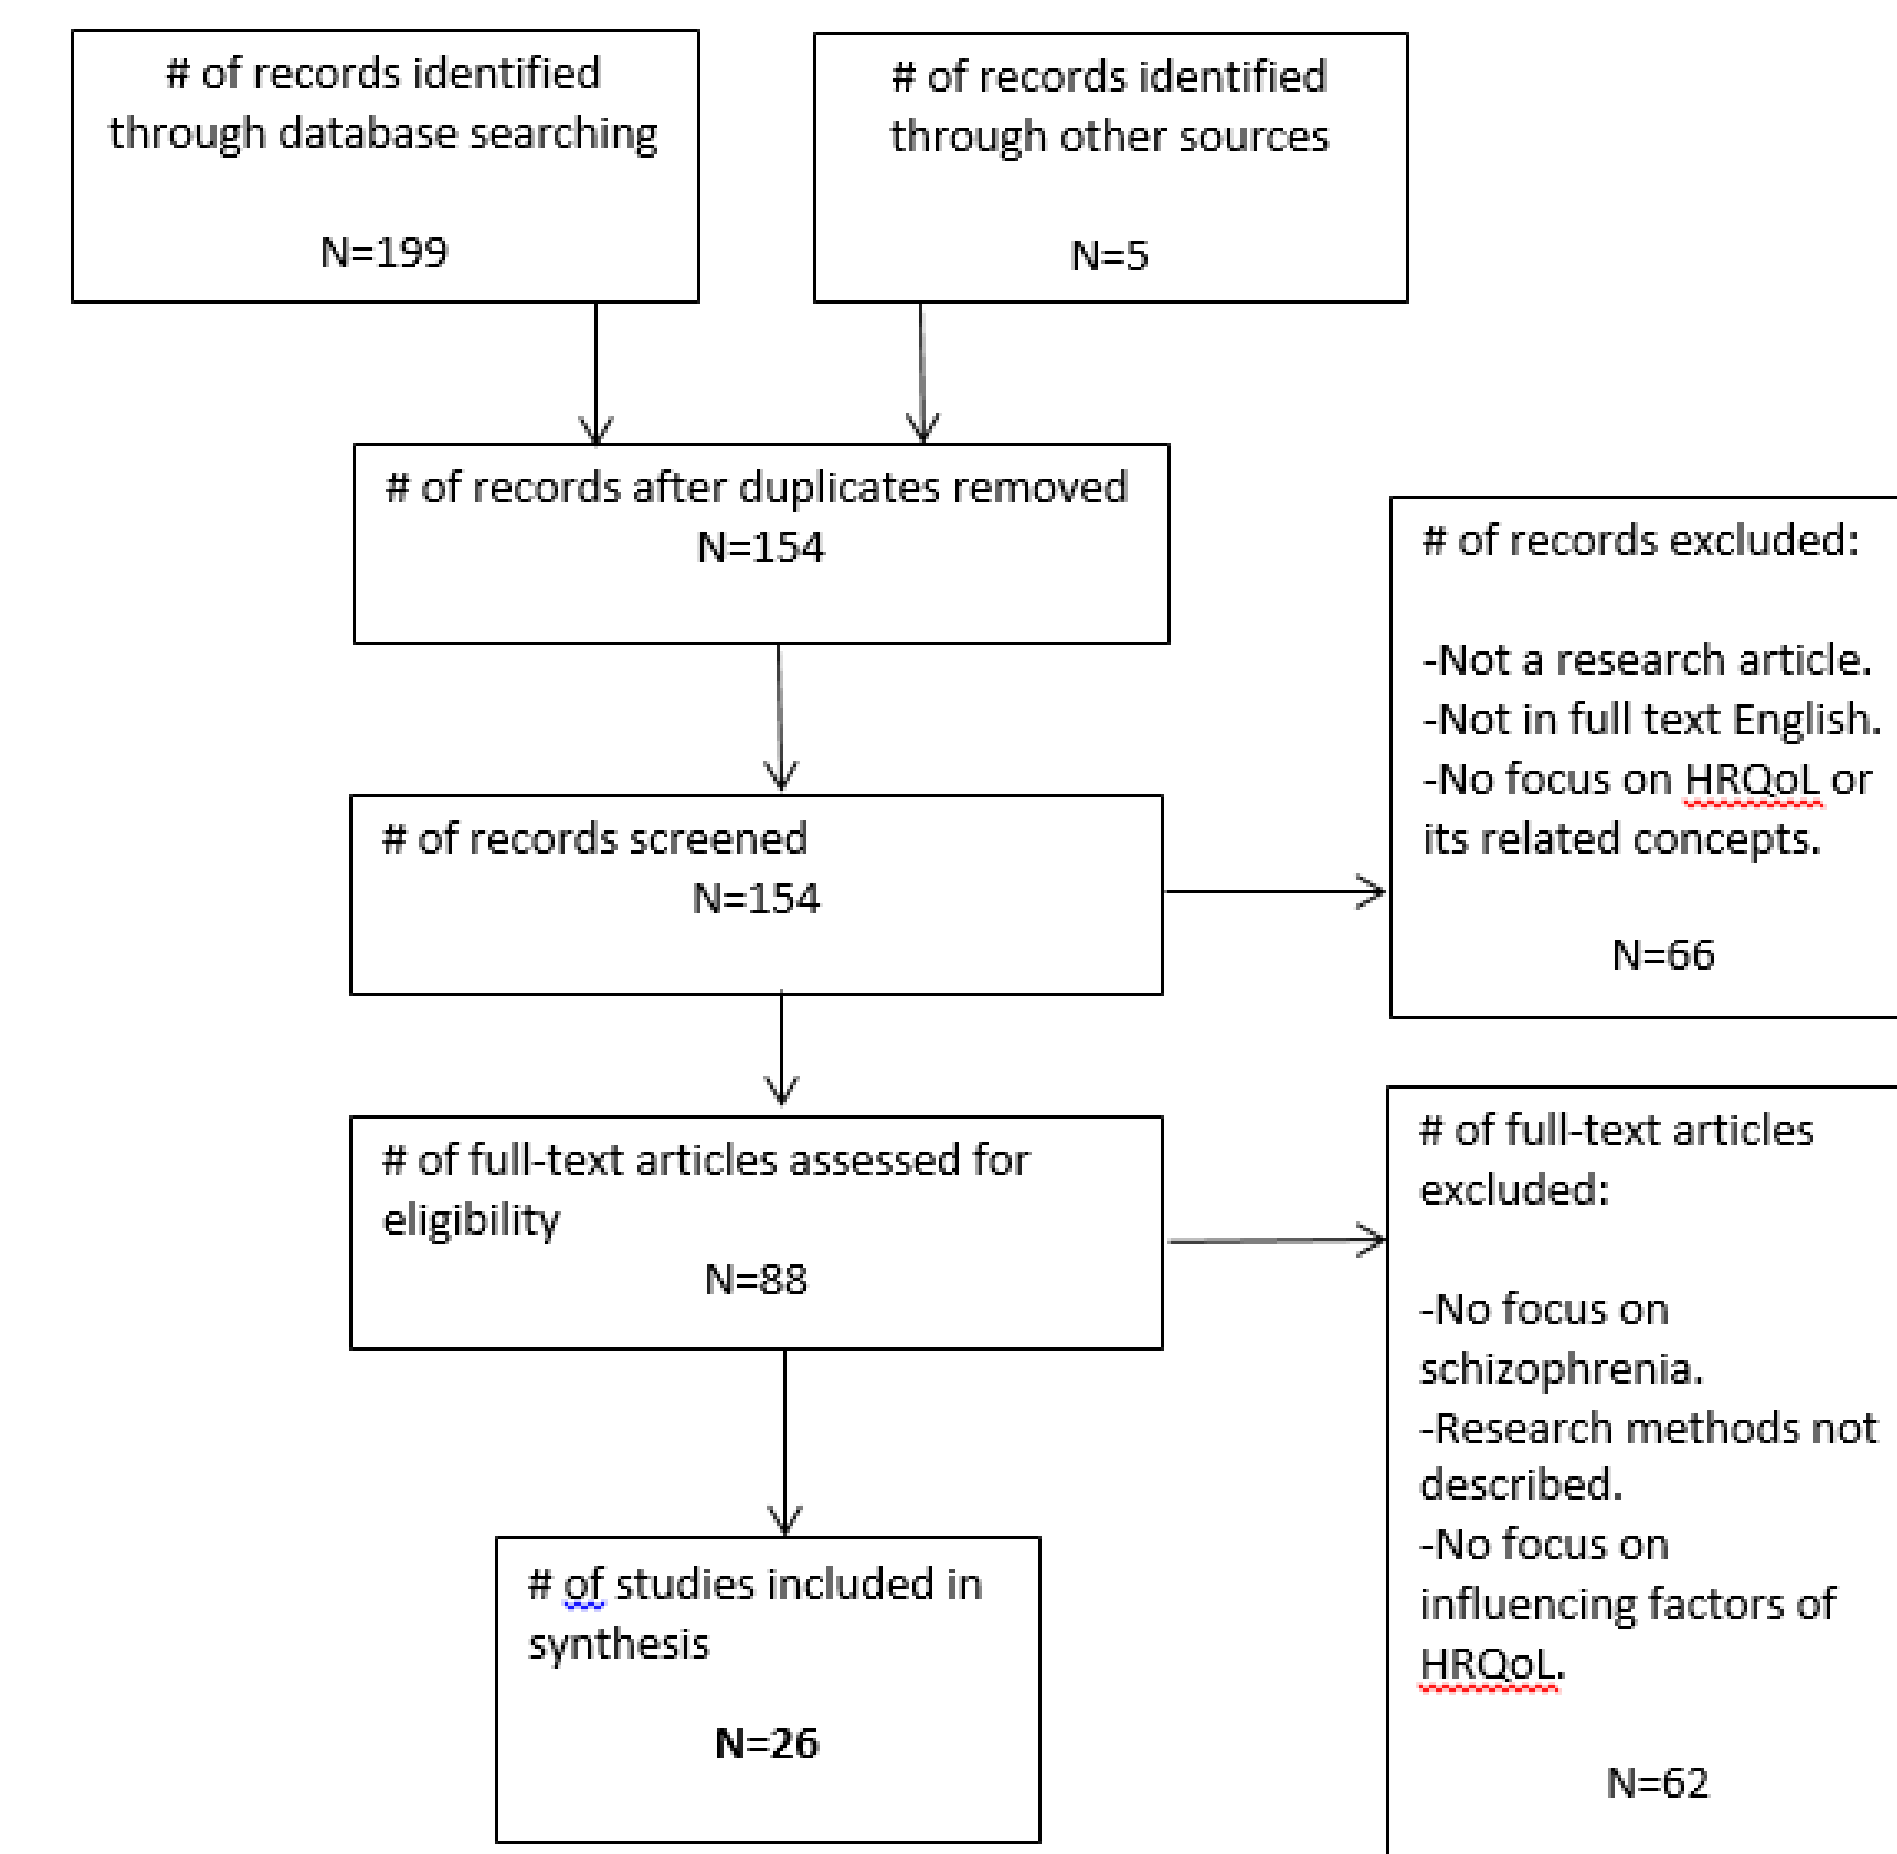 # of records identified
through database searching
N=199
# of records identified
through other sources
N=5
# of records after duplicates removed
N=154
# of records screened
N=154
# of records excluded:
-Not a research article.
-Not in full text English.
-No focus on HRQoL or
its related concepts.
N=66
# of full-text articles assessed for
eligibility
N=88
# of full-text articles
excluded:
-No focus on
schizophrenia.
-Research methods not
described.
-No focus on
influencing factors of
HRQoL.
N=62
# of studies included in
synthesis
N=26